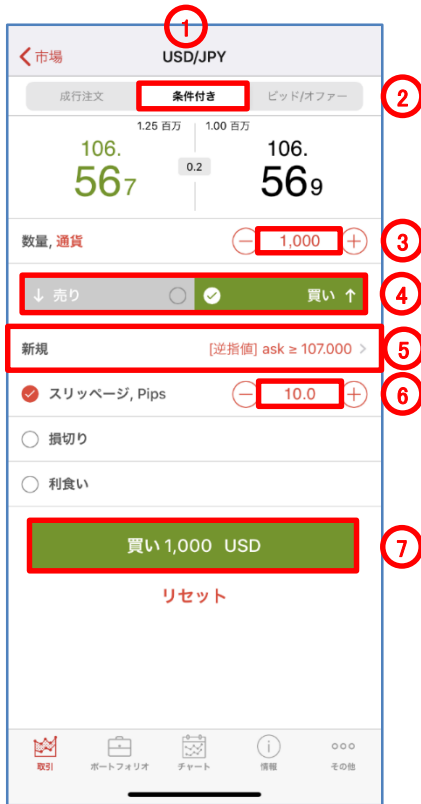 ①
市場 USD/JPY
成行注文 条件付き ビッド/オファー ②
1.25 百万 1.00 百万
106. 106.
567 0.2 569
数量, 通貨 1,000 ③
↓ 売り 買い ↑ ④
新規 [逆指値] ask ≥ 107.000 > ⑤
スリッページ, Pips 10.0 ⑥
損切り
利食い
買い 1,000 USD ⑦
リセット
取引 ポートフォリオ チャート 情報 その他